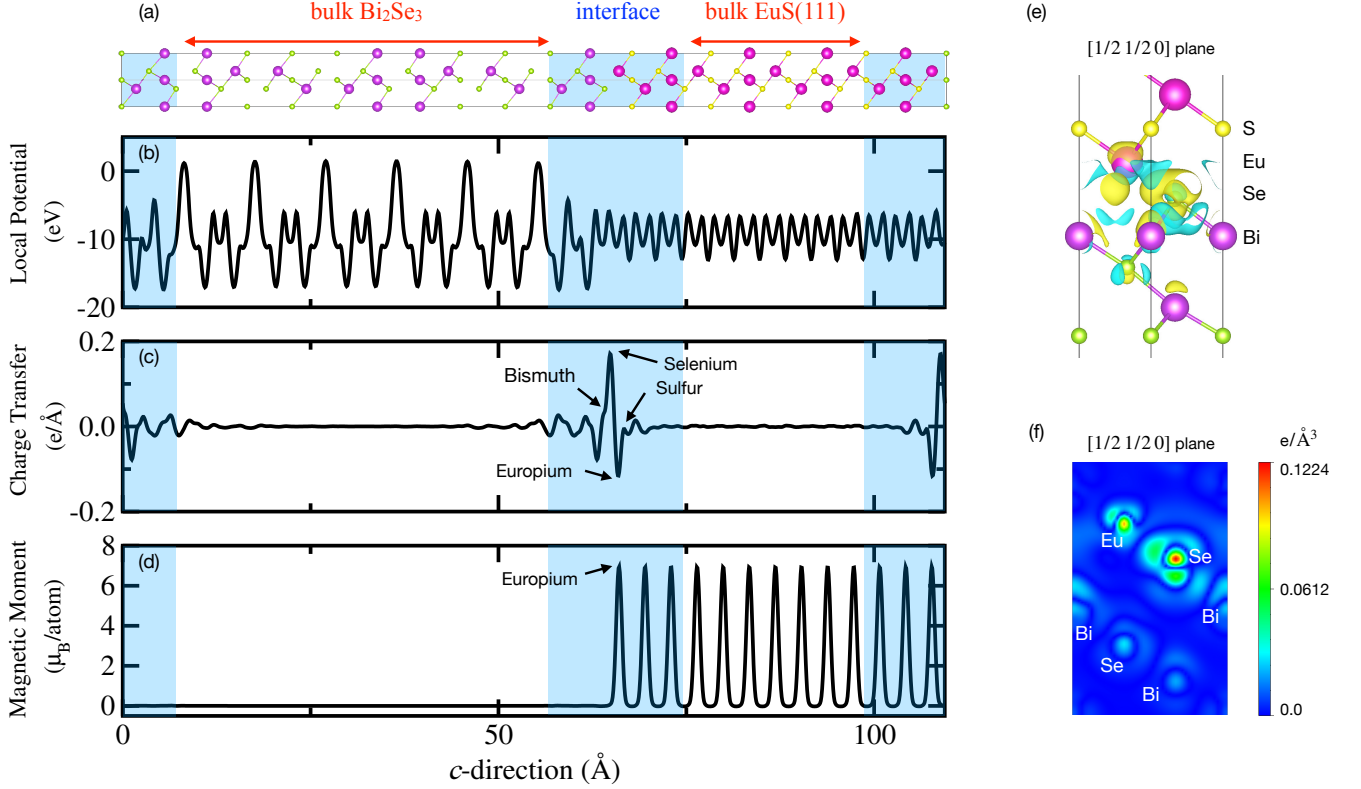 (a)
bulk Bi₂Se₃
interface
bulk EuS(111)
(b)
Local Potential
(eV)
0
-10
-20
(c)
Charge Transfer
(e/Å)
0.2
0.0
-0.2
Bismuth
Selenium
Sulfur
Europium
(d)
Magnetic Moment
(μ_B/atom)
8
6
4
2
0
Europium
0
50
100
c-direction (Å)
(e)
[1/2 1/2 0] plane
S
Eu
Se
Bi
(f)
[1/2 1/2 0] plane
e/Å³
0.1224
0.0612
0.0
Eu
Se
Bi
Bi
Se
Bi